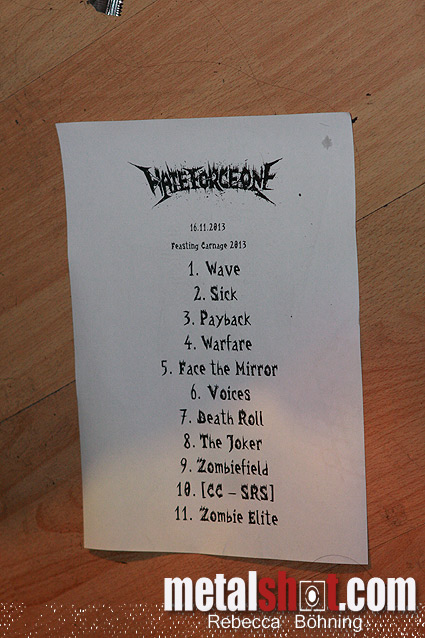 HATEFORCEONE
16.11.2013
Feasting Carnage 2013
1. Wave
2. Sick
3. Payback
4. Warfare
5. Face the Mirror
6. Voices
7. Death Roll
8. The Joker
9. Zombiefield
10. [CC - SRS]
11. Zombie Elite
metalshot.com
Rebecca Böhning